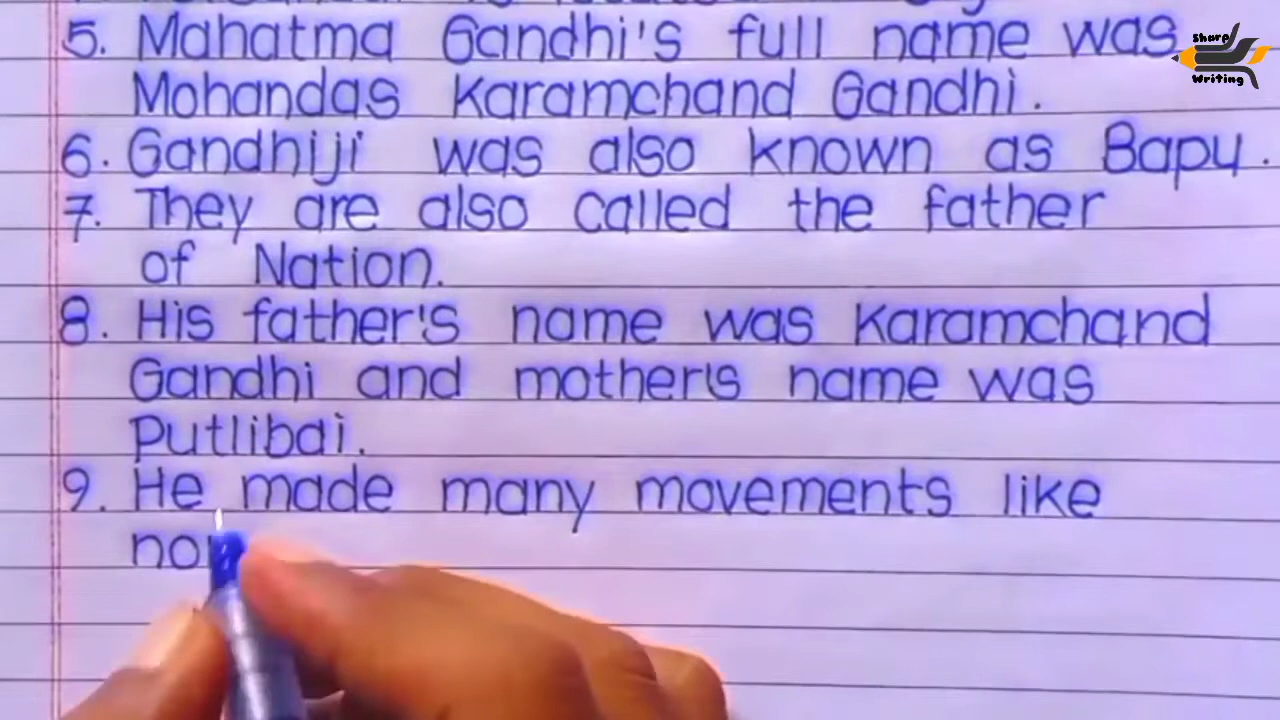 5. Mahatma Gandhi's full name was
Mohandas Karamchand Gandhi.
6. Gandhiji was also known as Bapu.
7. They are also called the father
of Nation.
8. His father's name was Karamchand
Gandhi and mother's name was
Putlibai.
9. He made many movements like
Sharp
Writing